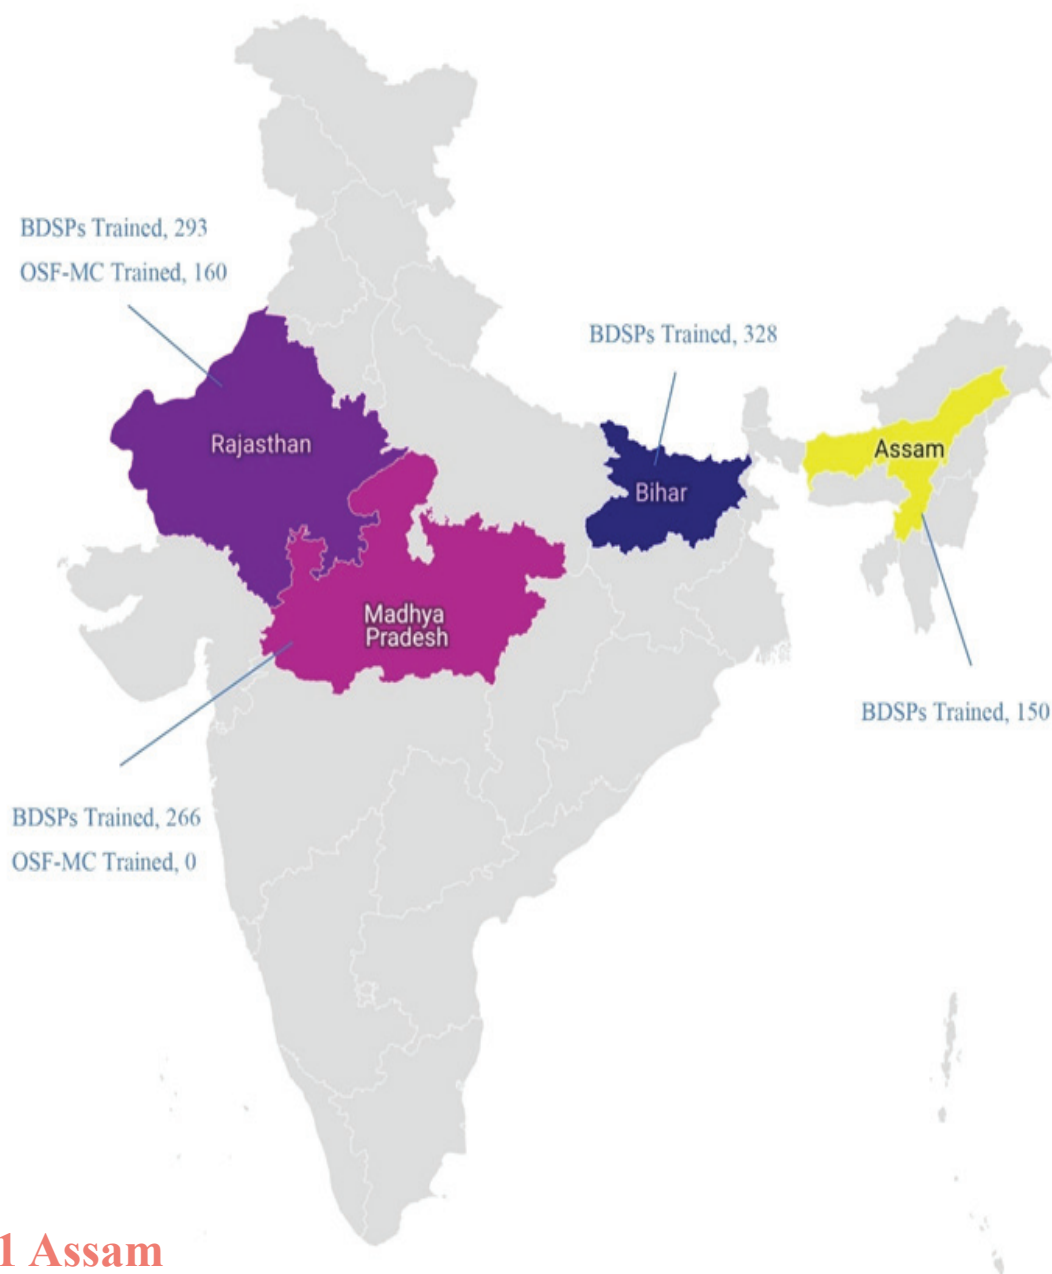 BDSPs Trained, 293
OSF-MC Trained, 160
BDSPs Trained, 328
Rajasthan
Assam
Bihar
Madhya
Pradesh
BDSPs Trained, 150
BDSPs Trained, 266
OSF-MC Trained, 0
1 Assam